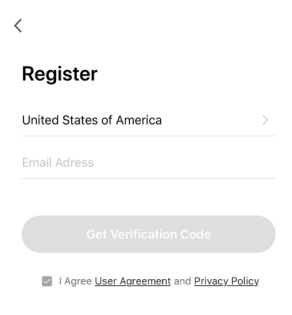 Register
United States of America
Email Adress
Get Verification Code
I Agree User Agreement and Privacy Policy